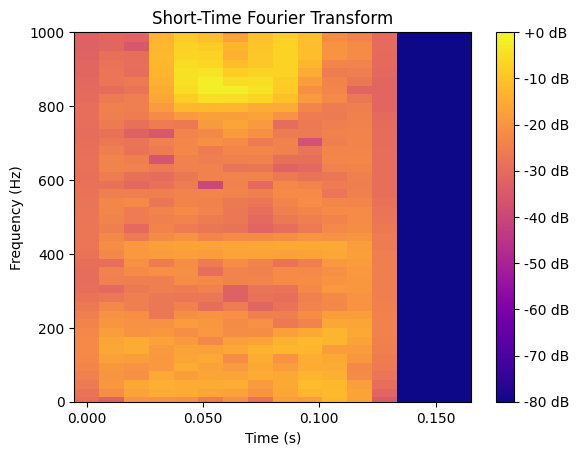 Short-Time Fourier Transform
1000
800
600
400
200
0
Frequency (Hz)
0.000
0.050
0.100
0.150
Time (s)
+0 dB
-10 dB
-20 dB
-30 dB
-40 dB
-50 dB
-60 dB
-70 dB
-80 dB